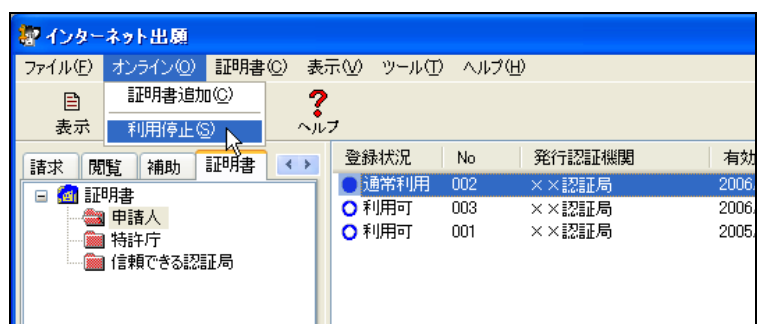 インターネット出願
ファイル(F) オンライン(O) 証明書(C) 表示(V) ツール(T) ヘルプ(H)
証明書追加(C)
利用停止(S)
表示 ヘルプ
請求 閲覧 補助 証明書
証明書
申請人
特許庁
信頼できる認証局
登録状況 No 発行認証機関 有効
通常利用 002 ××認証局 2006.
利用可 003 ××認証局 2006.
利用可 001 ××認証局 2005.